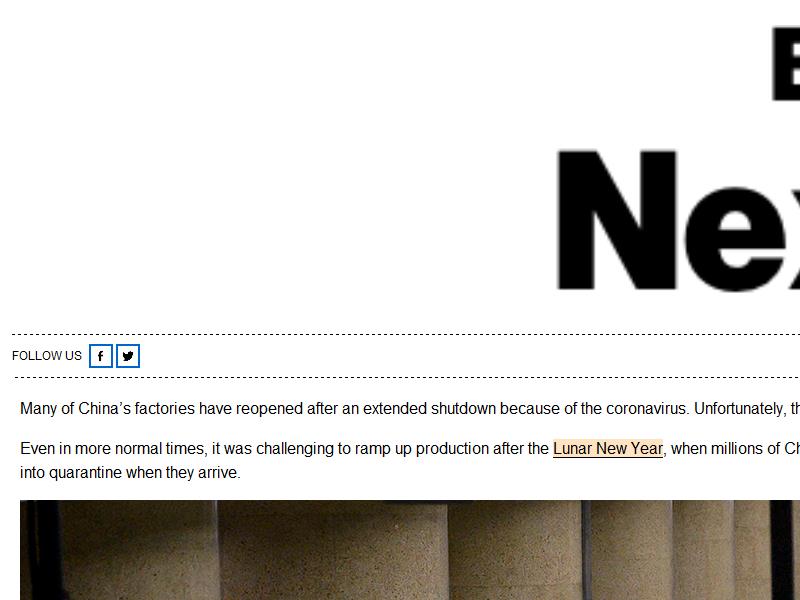 Ne
FOLLOW US
Many of China’s factories have reopened after an extended shutdown because of the coronavirus. Unfortunately,
Even in more normal times, it was challenging to ramp up production after the Lunar New Year, when millions of
into quarantine when they arrive.